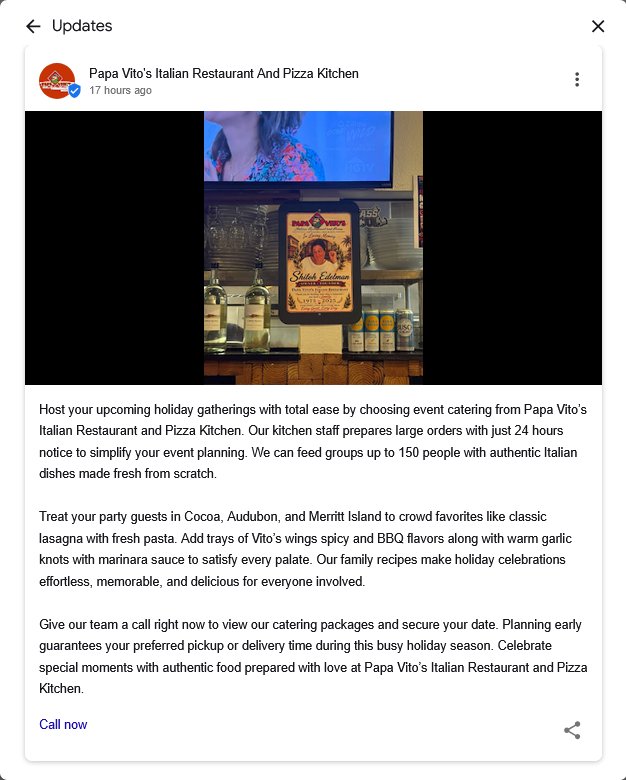 Updates
Papa Vito's Italian Restaurant And Pizza Kitchen
17 hours ago
PAPA VITO'S
In Loving Memory
Shiloh Edelman
1975 2025
Host your upcoming holiday gatherings with total ease by choosing event catering from Papa Vito's
Italian Restaurant and Pizza Kitchen. Our kitchen staff prepares large orders with just 24 hours
notice to simplify your event planning. We can feed groups up to 150 people with authentic Italian
dishes made fresh from scratch.
Treat your party guests in Cocoa, Audubon, and Merritt Island to crowd favorites like classic
lasagna with fresh pasta. Add trays of Vito's wings spicy and BBQ flavors along with warm garlic
knots with marinara sauce to satisfy every palate. Our family recipes make holiday celebrations
effortless, memorable, and delicious for everyone involved.
Give our team a call right now to view our catering packages and secure your date. Planning early
guarantees your preferred pickup or delivery time during this busy holiday season. Celebrate
special moments with authentic food prepared with love at Papa Vito's Italian Restaurant and Pizza
Kitchen.
Call now